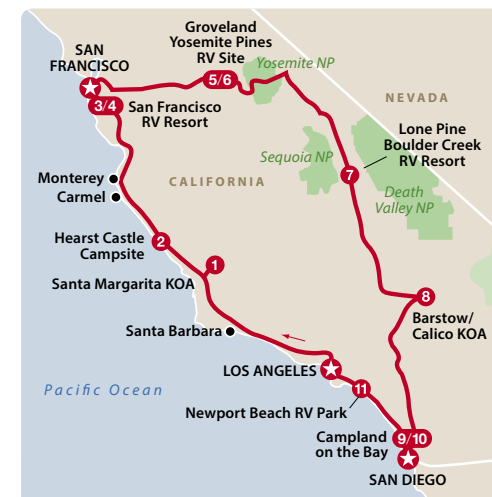 Groveland
Yosemite Pines
RV Site
SAN
FRANCISCO
5/6
Yosemite NP
3/4
San Francisco
RV Resort
NEVADA
Lone Pine
Boulder Creek
RV Resort
Sequoia NP
7
Monterey
CALIFORNIA
Carmel
Death
Valley NP
Hearst Castle
Campsite
2
1
Santa Margarita KOA
8
Barstow/
Calico KOA
Santa Barbara
LOS ANGELES
Pacific Ocean
11
Newport Beach RV Park
Campland
on the Bay
9/10
SAN DIEGO